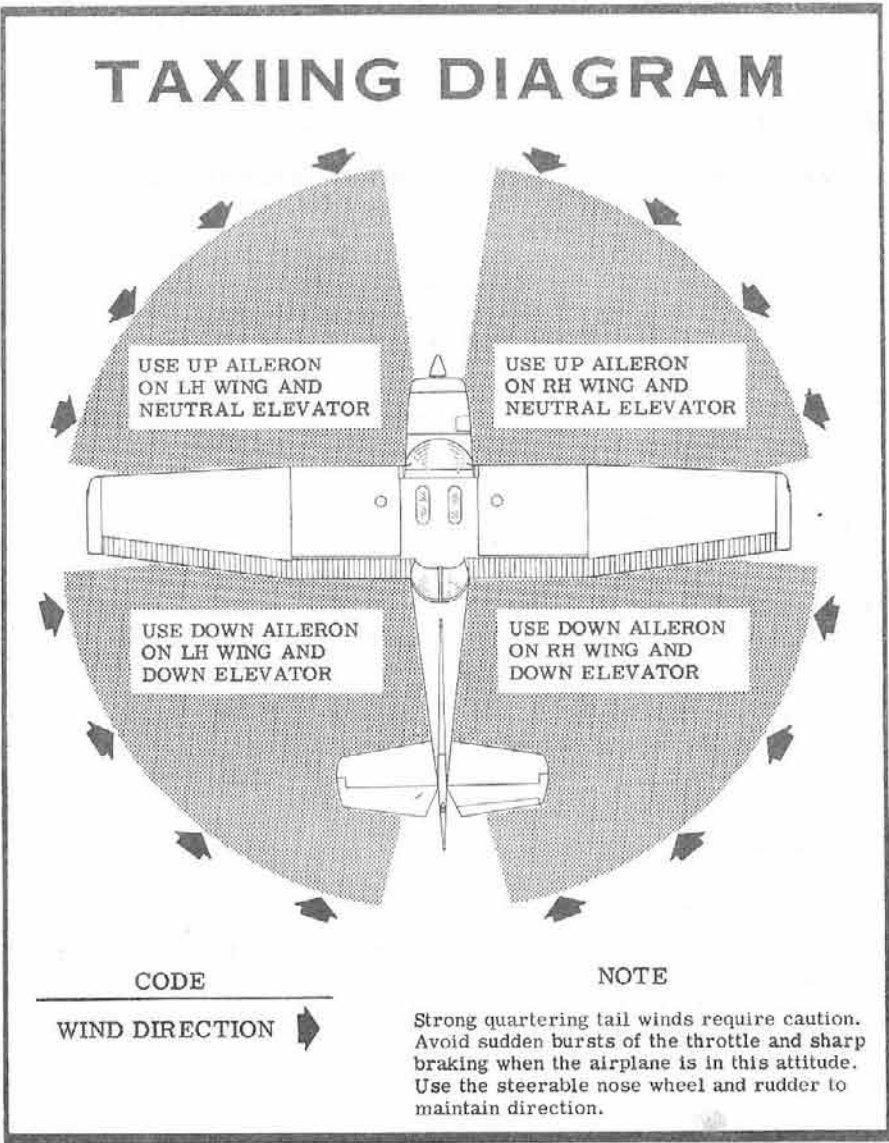 TAXIING DIAGRAM
USE UP AILERON
ON LH WING AND
NEUTRAL ELEVATOR
USE UP AILERON
ON RH WING AND
NEUTRAL ELEVATOR
USE DOWN AILERON
ON LH WING AND
DOWN ELEVATOR
USE DOWN AILERON
ON RH WING AND
DOWN ELEVATOR
CODE
WIND DIRECTION
NOTE
Strong quartering tail winds require caution.
Avoid sudden bursts of the throttle and sharp
braking when the airplane is in this attitude.
Use the steerable nose wheel and rudder to
maintain direction.